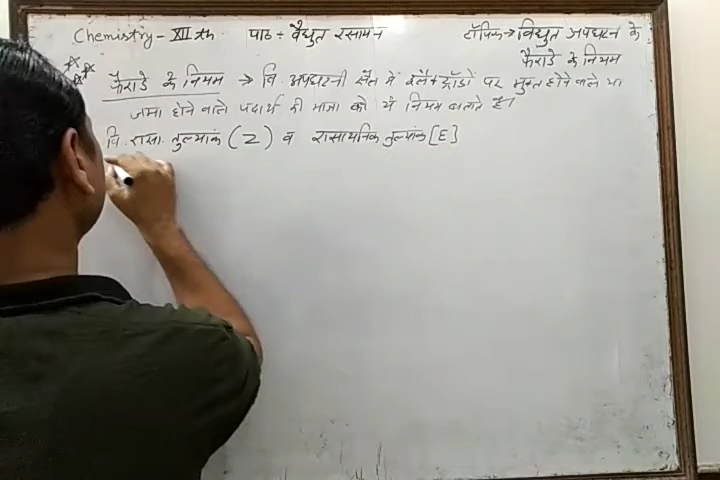 Chemistry - XII th. पाठ ÷ वैद्युत रसायन टॉपिक → विद्युत अपघटन के
फैराडे के नियम
फैराडे के नियम → वि. अपघटनी सैल में इलैक्ट्रॉडों पर मुक्त होने वाले या
जमा होने वाले पदार्थ की मात्रा को ये नियम बताते है।
वि. रासा. तुल्यांक (Z) व रासायनिक तुल्यांक [E]